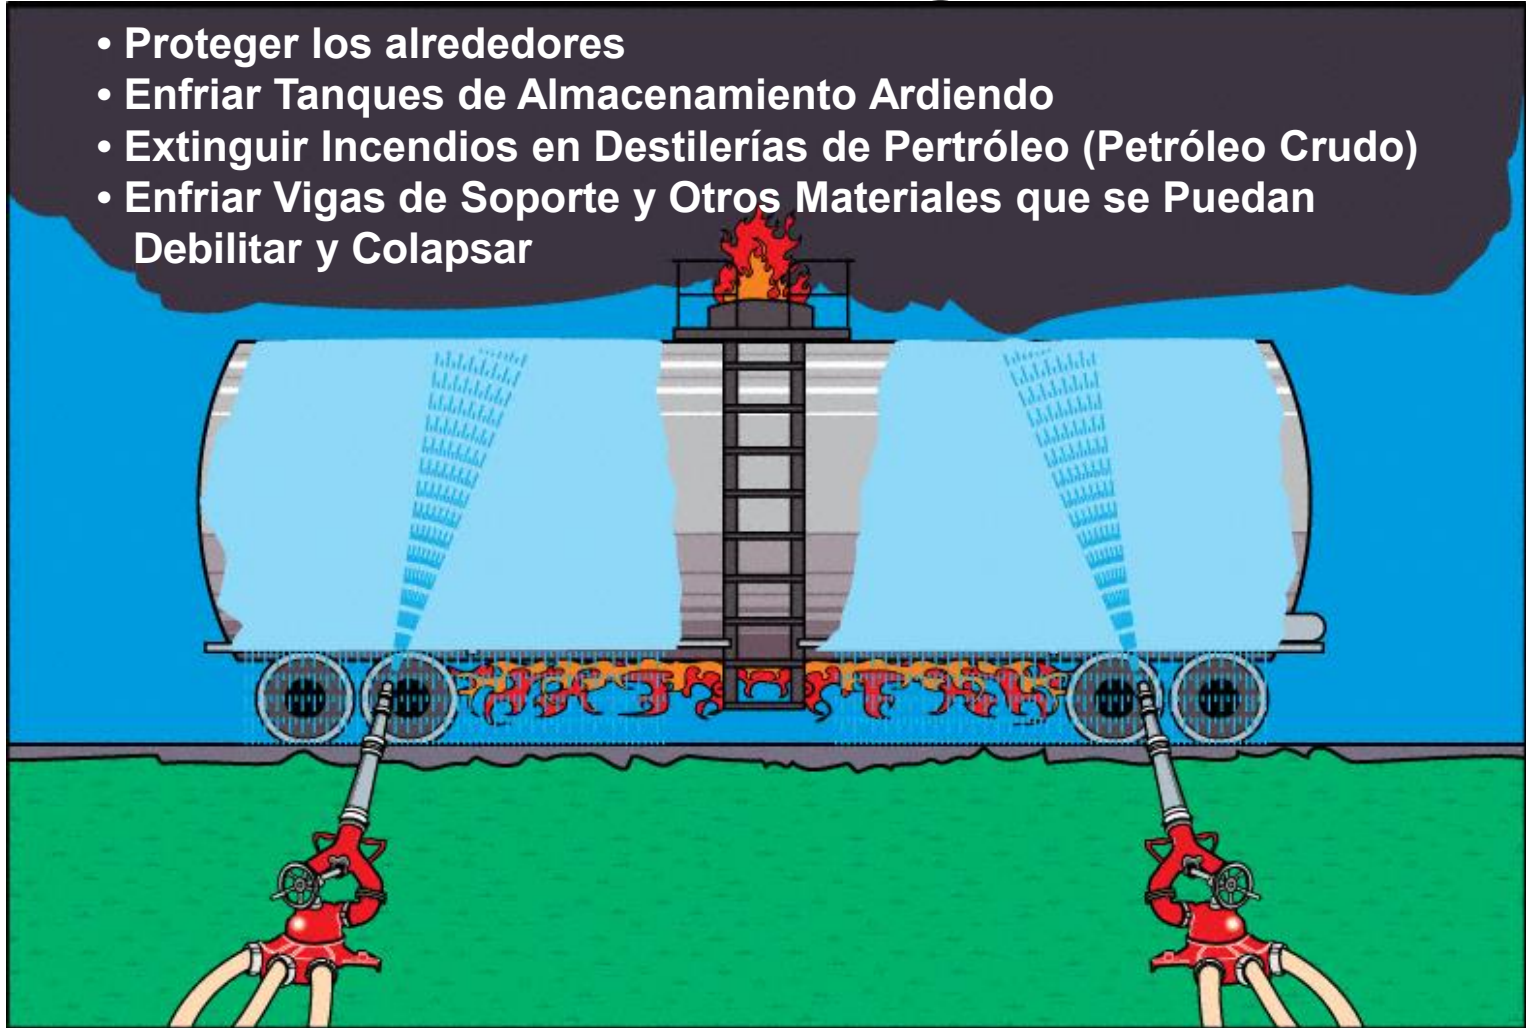 • Proteger los alrededores
• Enfriar Tanques de Almacenamiento Ardiendo
• Extinguir Incendios en Destilerías de Pertróleo (Petróleo Crudo)
• Enfriar Vigas de Soporte y Otros Materiales que se Puedan
Debilitar y Colapsar